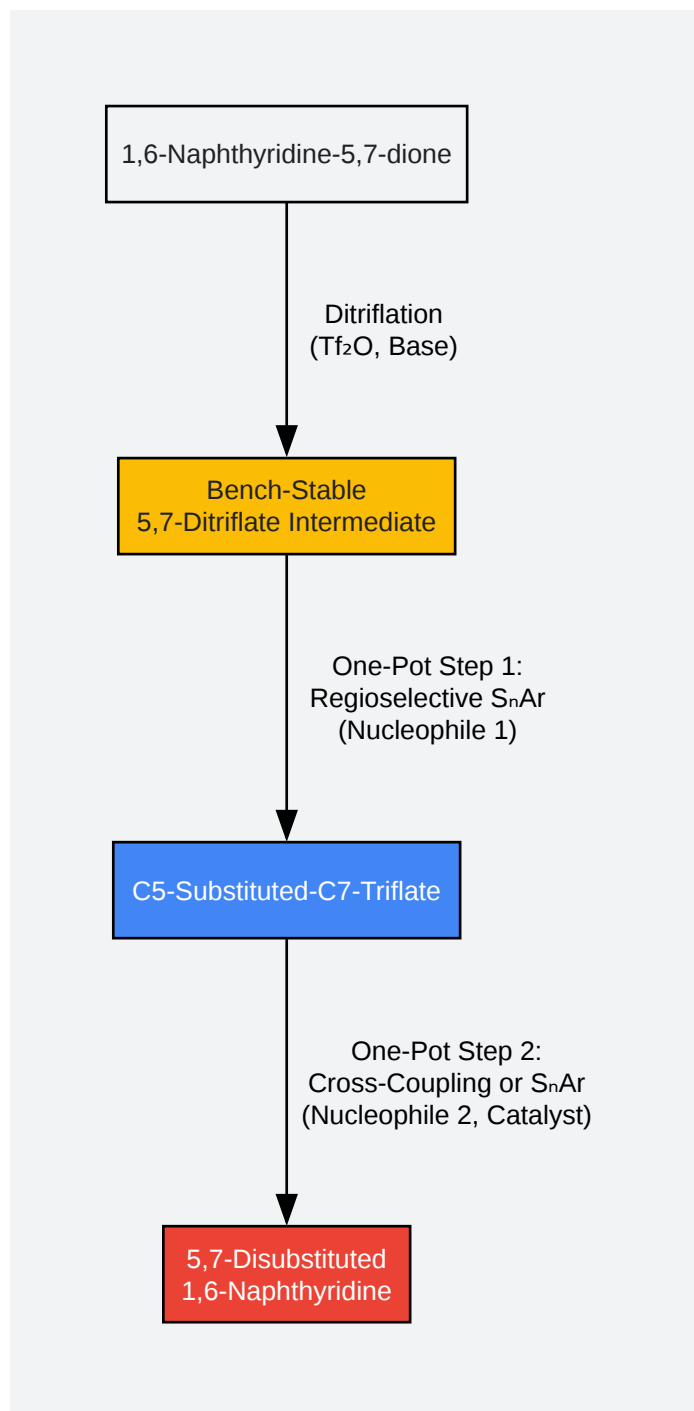 1,6-Naphthyridine-5,7-dione
Ditriflation
(Tf₂O, Base)
Bench-Stable
5,7-Ditriflate Intermediate
One-Pot Step 1:
Regioselective SₙAr
(Nucleophile 1)
C5-Substituted-C7-Triflate
One-Pot Step 2:
Cross-Coupling or SₙAr
(Nucleophile 2, Catalyst)
5,7-Disubstituted
1,6-Naphthyridine